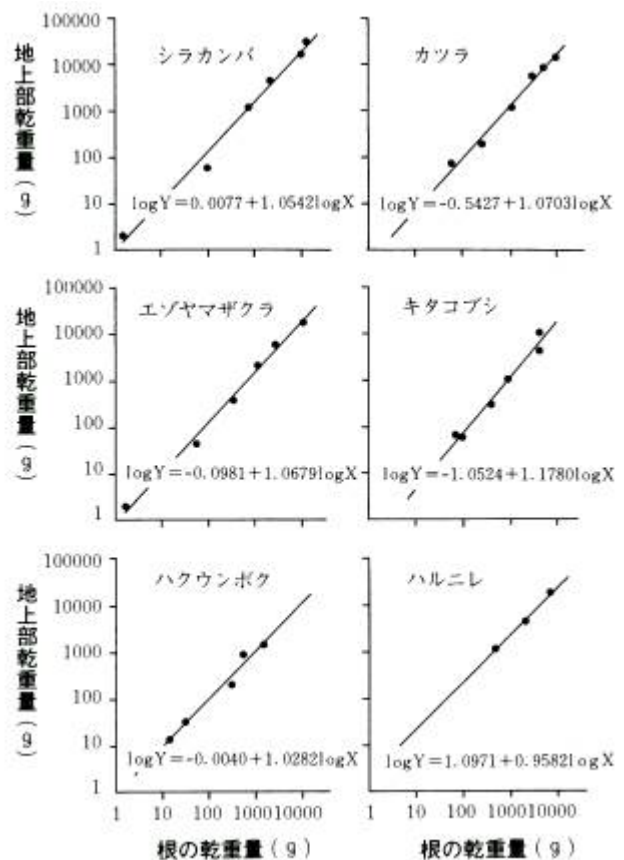 100000
10000
1000
100
10
1
地上部乾重量(g)
シラカンバ
logY=0.0077+1.0542logX
カツラ
logY=-0.5427+1.0703logX
100000
10000
1000
100
10
1
地上部乾重量(g)
エゾヤマザクラ
logY=-0.0981+1.0679logX
キタコブシ
logY=-1.0524+1.1780logX
10000
1000
100
10
1
地上部乾重量(g)
ハクウンボク
logY=-0.0040+1.0282logX
ハルニレ
logY=1.0971+0.9582logX
1 10 100 1000 10000
1 10 100 1000 10000
根の乾重量(g)
根の乾重量(g)